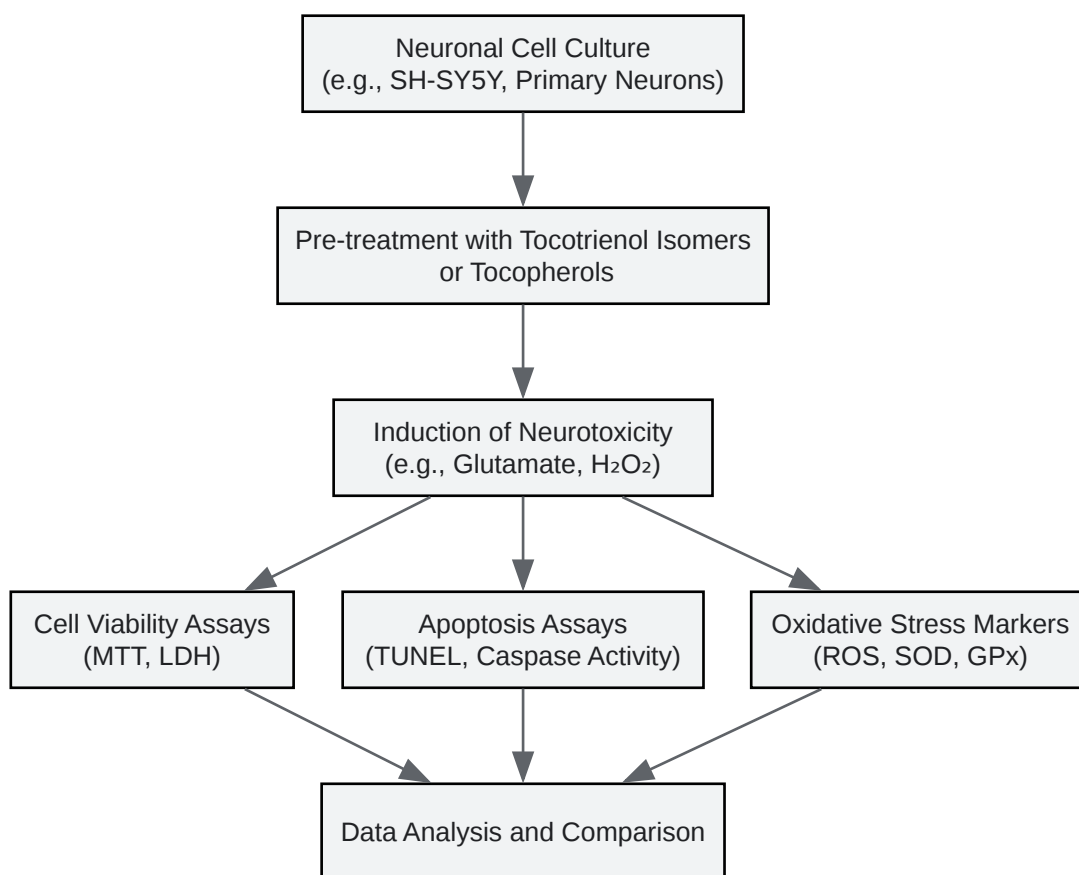 Neuronal Cell Culture
(e.g., SH-SY5Y, Primary Neurons)
Pre-treatment with Tocotrienol Isomers
or Tocopherols
Induction of Neurotoxicity
(e.g., Glutamate, H₂O₂)
Cell Viability Assays
(MTT, LDH)
Apoptosis Assays
(TUNEL, Caspase Activity)
Oxidative Stress Markers
(ROS, SOD, GPx)
Data Analysis and Comparison